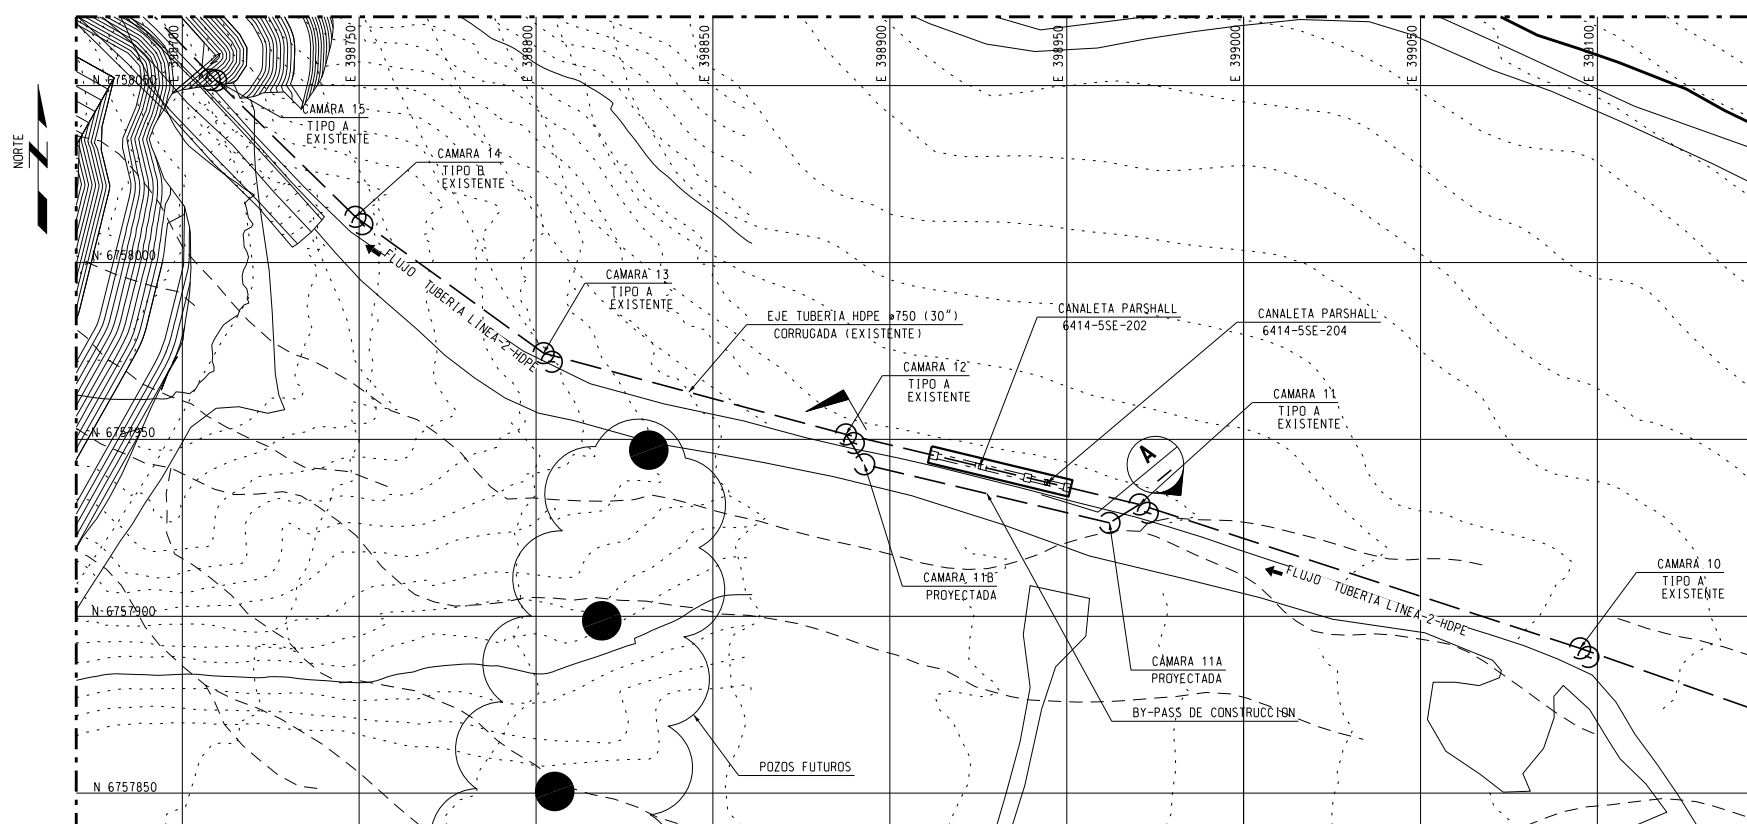 E 398700
E 398750
E 398800
E 398850
E 398900
E 398950
E 399000
E 399050
E 399100
N 6758050
NORTE
CAMARA 15
TIPO A
EXISTENTE
CAMARA 14
TIPO B
EXISTENTE
N 6758000
FLUJO TUBERIA LINEA-2-HDPE
CAMARA 13
TIPO A
EXISTENTE
EJE TUBERIA HDPE ø750 (30")
CORRUGADA (EXISTENTE)
CANALETA PARSHALL
6414-5SE-202
CANALETA PARSHALL
6414-5SE-204
CAMARA 12
TIPO A
EXISTENTE
CAMARA 11
TIPO A
EXISTENTE
N 6757950
A
CAMARA 11B
PROYECTADA
FLUJO TUBERIA LINEA-2-HDPE
CAMARA 10
TIPO A
EXISTENTE
N 6757900
CAMARA 11A
PROYECTADA
BY-PASS DE CONSTRUCCION
POZOS FUTUROS
N 6757850